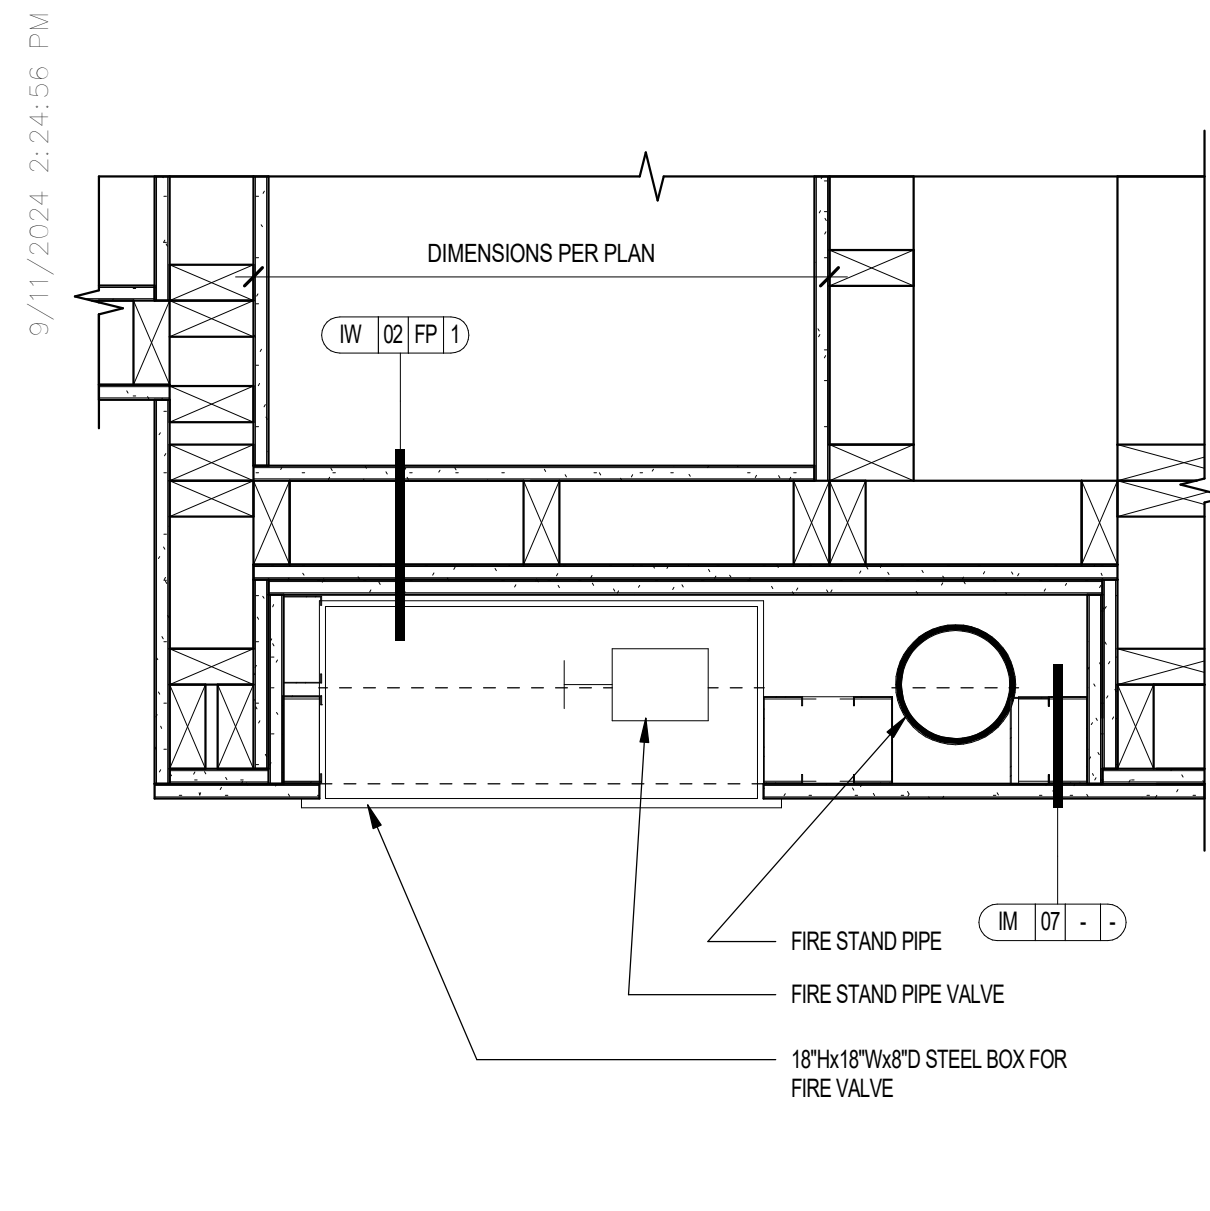 9/11/2024 2:24:56 PM
DIMENSIONS PER PLAN
IW 02 FP 1
IM 07 - -
FIRE STAND PIPE
FIRE STAND PIPE VALVE
18"Hx18"Wx8"D STEEL BOX FOR
FIRE VALVE